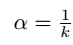 α = 1/k